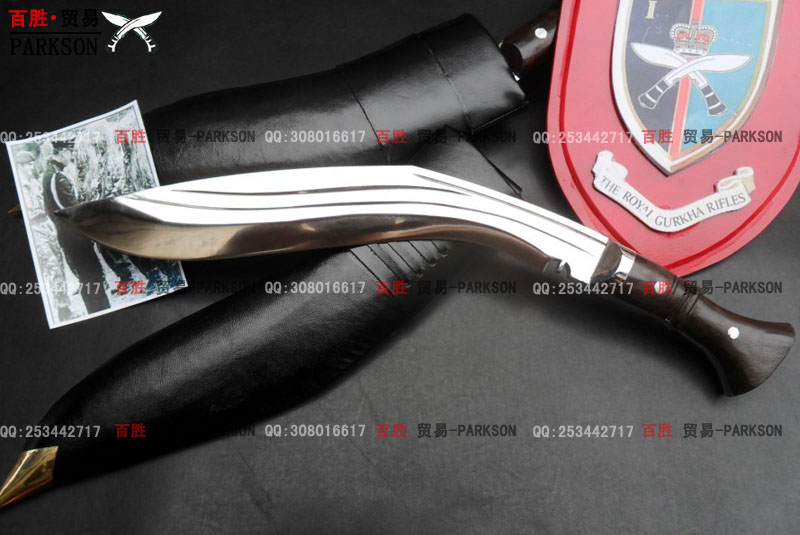 百胜·贸易
PARKSON
I
QQ:253442717 百胜 贸易-PARKSON QQ:308016617 百胜 贸易-PARKSON QQ:253442717 百胜 贸易-PARKSON
THE ROYAL GURKHA RIFLES
QQ:253442717 百胜 贸易-PARKSON QQ:308016617 百胜 贸易-PARKSON QQ:253442717 百胜 贸易-PARKSON
QQ:253442717 百胜 贸易-PARKSON QQ:308016617 百胜 贸易-PARKSON QQ:253442717 百胜 贸易-PARKSON